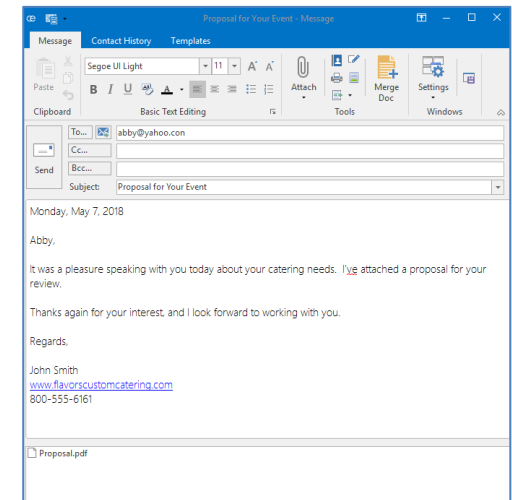 Proposal for Your Event - Message
Message Contact History Templates
Segoe UI Light 11 A A
Paste B I U A Attach Merge Doc Settings
Clipboard Basic Text Editing Tools Windows
To... abby@yahoo.con
Cc...
Send Bcc...
Subject: Proposal for Your Event
Monday, May 7, 2018
Abby,
It was a pleasure speaking with you today about your catering needs. I've attached a proposal for your
review.
Thanks again for your interest, and I look forward to working with you.
Regards,
John Smith
www.flavorscustomcatering.com
800-555-6161
Proposal.pdf